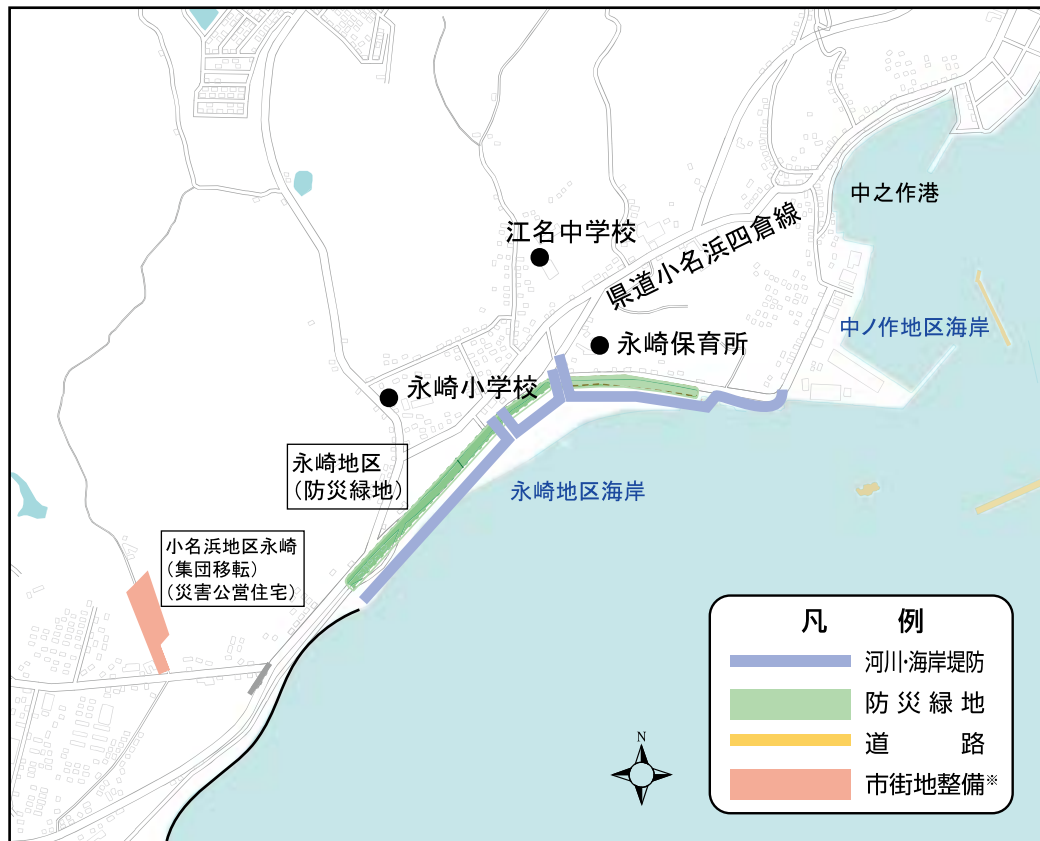 中之作港
江名中学校
県道小名浜四倉線
中ノ作地区海岸
永崎保育所
永崎小学校
永崎地区
(防災緑地)
永崎地区海岸
小名浜地区永崎
(集団移転)
(災害公営住宅)
凡例
河川・海岸堤防
防災緑地
道路
市街地整備※
N